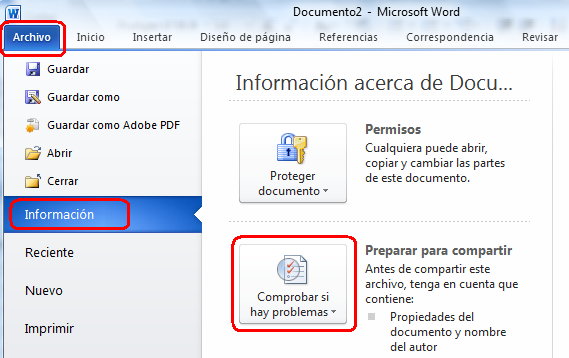 Documento2 - Microsoft Word
Archivo Inicio Insertar Diseño de página Referencias Correspondencia Revisar
Guardar
Guardar como
Guardar como Adobe PDF
Abrir
Cerrar
Información
Reciente
Nuevo
Imprimir
Información acerca de Docu...
Proteger
documento
Permisos
Cualquiera puede abrir,
copiar y cambiar las partes
de este documento.
Comprobar si
hay problemas
Preparar para compartir
Antes de compartir este
archivo, tenga en cuenta que
contiene:
Propiedades del
documento y nombre
del autor